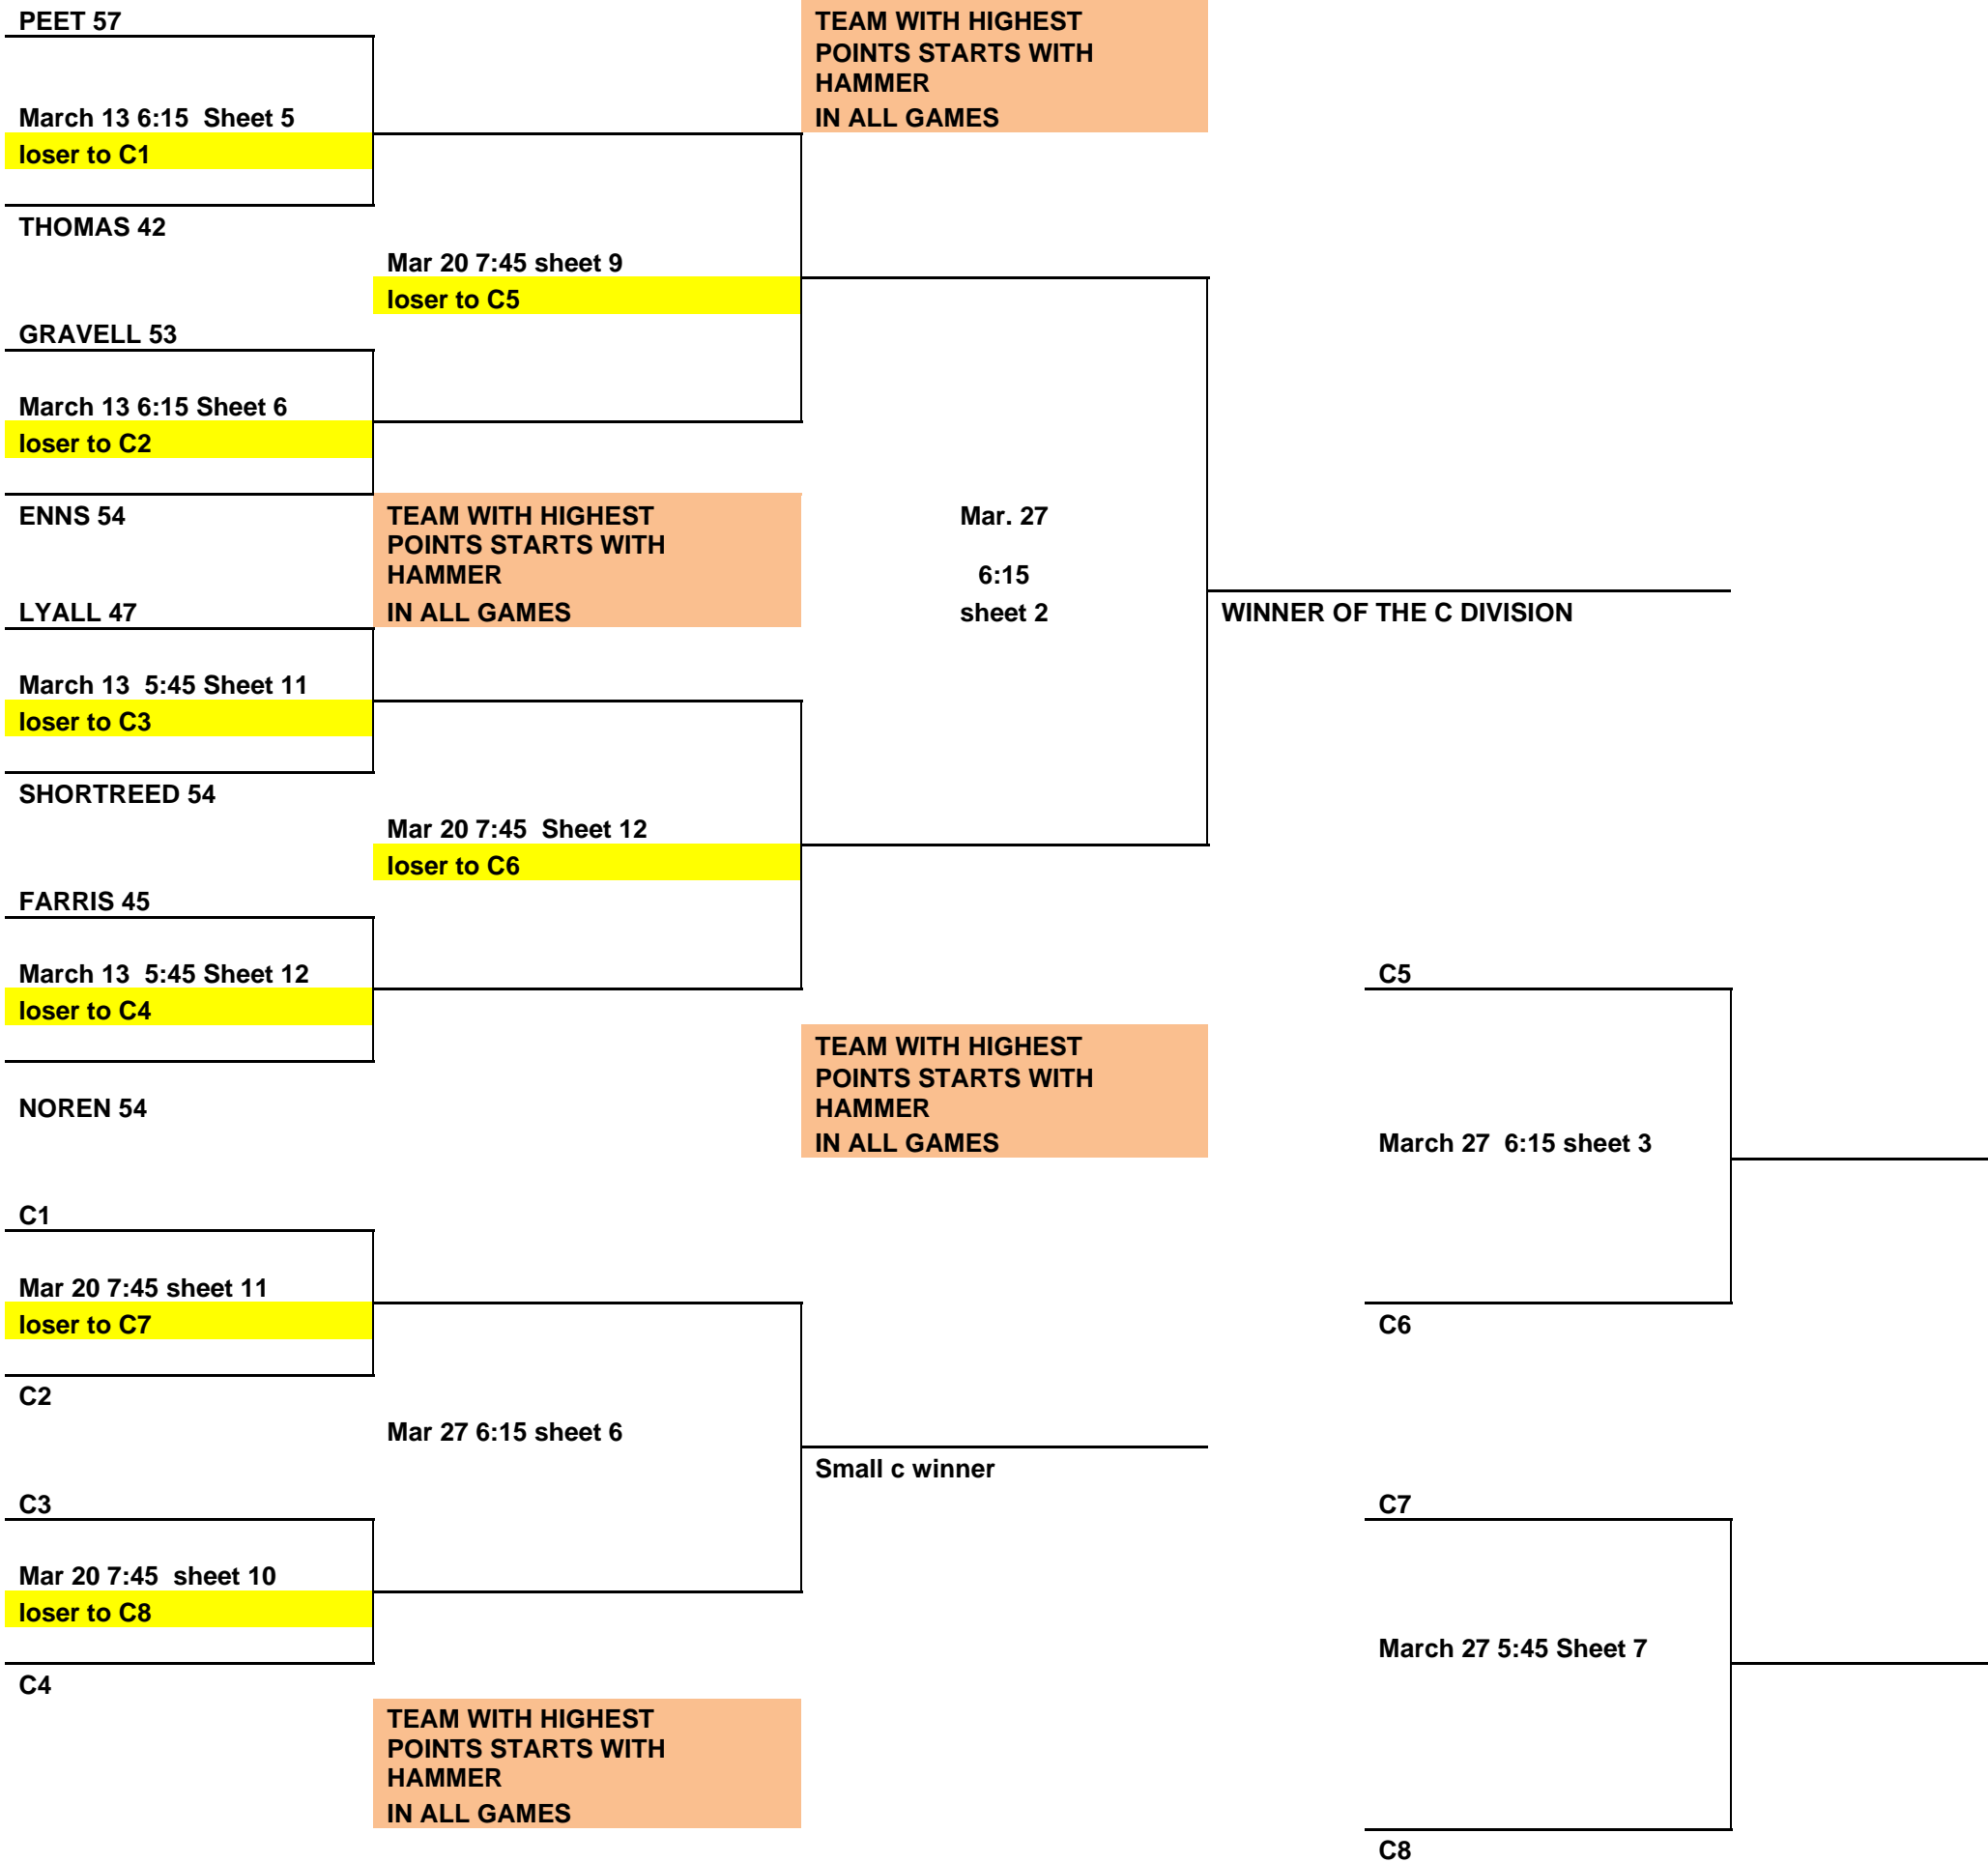 PEET 57
TEAM WITH HIGHEST
POINTS STARTS WITH
HAMMER
IN ALL GAMES
March 13 6:15  Sheet 5
loser to C1
THOMAS 42
Mar 20 7:45 sheet 9
loser to C5
GRAVELL 53
March 13 6:15 Sheet 6
loser to C2
ENNS 54
TEAM WITH HIGHEST
POINTS STARTS WITH
HAMMER
IN ALL GAMES
Mar. 27
6:15
sheet 2
WINNER OF THE C DIVISION
LYALL 47
March 13  5:45 Sheet 11
loser to C3
SHORTREED 54
Mar 20 7:45  Sheet 12
loser to C6
FARRIS 45
March 13  5:45 Sheet 12
loser to C4
NOREN 54
TEAM WITH HIGHEST
POINTS STARTS WITH
HAMMER
IN ALL GAMES
C5
March 27  6:15 sheet 3
C6
C1
Mar 20 7:45 sheet 11
loser to C7
C2
Mar 27 6:15 sheet 6
Small c winner
C3
Mar 20 7:45  sheet 10
loser to C8
C4
TEAM WITH HIGHEST
POINTS STARTS WITH
HAMMER
IN ALL GAMES
C7
March 27 5:45 Sheet 7
C8